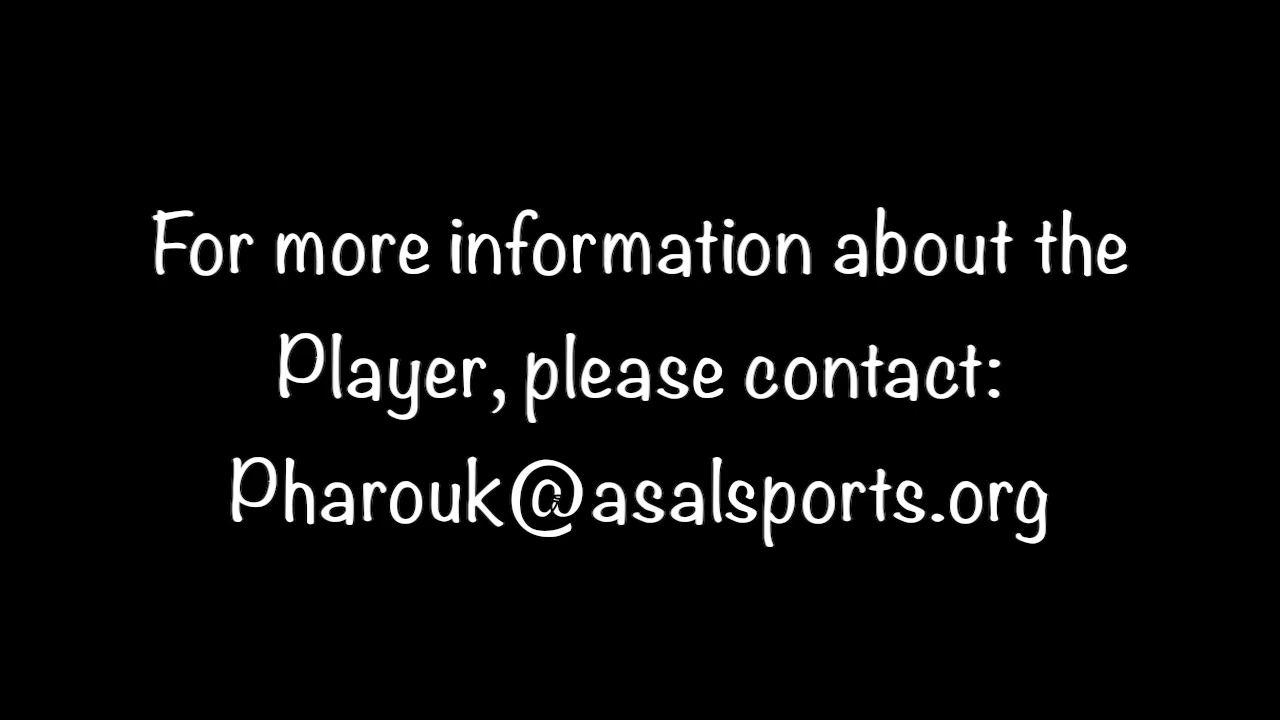 For more information about the
Player, please contact:
Pharouk@asalsports.org